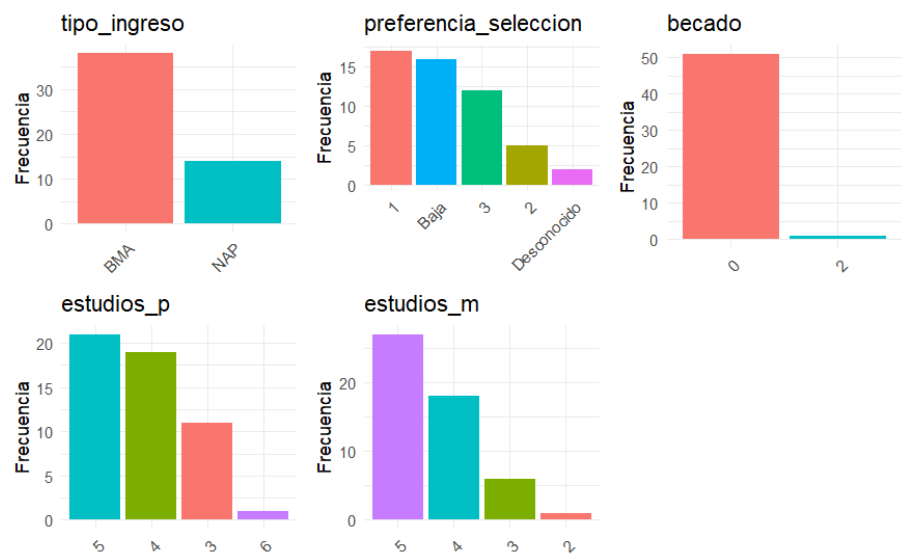 tipo_ingreso
Frecuencia
30
20
10
0
BMA
NAP
preferencia_seleccion
Frecuencia
15
10
5
0
1
Baja
3
2
Desconocido
becado
Frecuencia
50
40
30
20
10
0
0
2
estudios_p
Frecuencia
20
15
10
5
0
5
4
3
6
estudios_m
Frecuencia
20
10
0
5
4
3
2